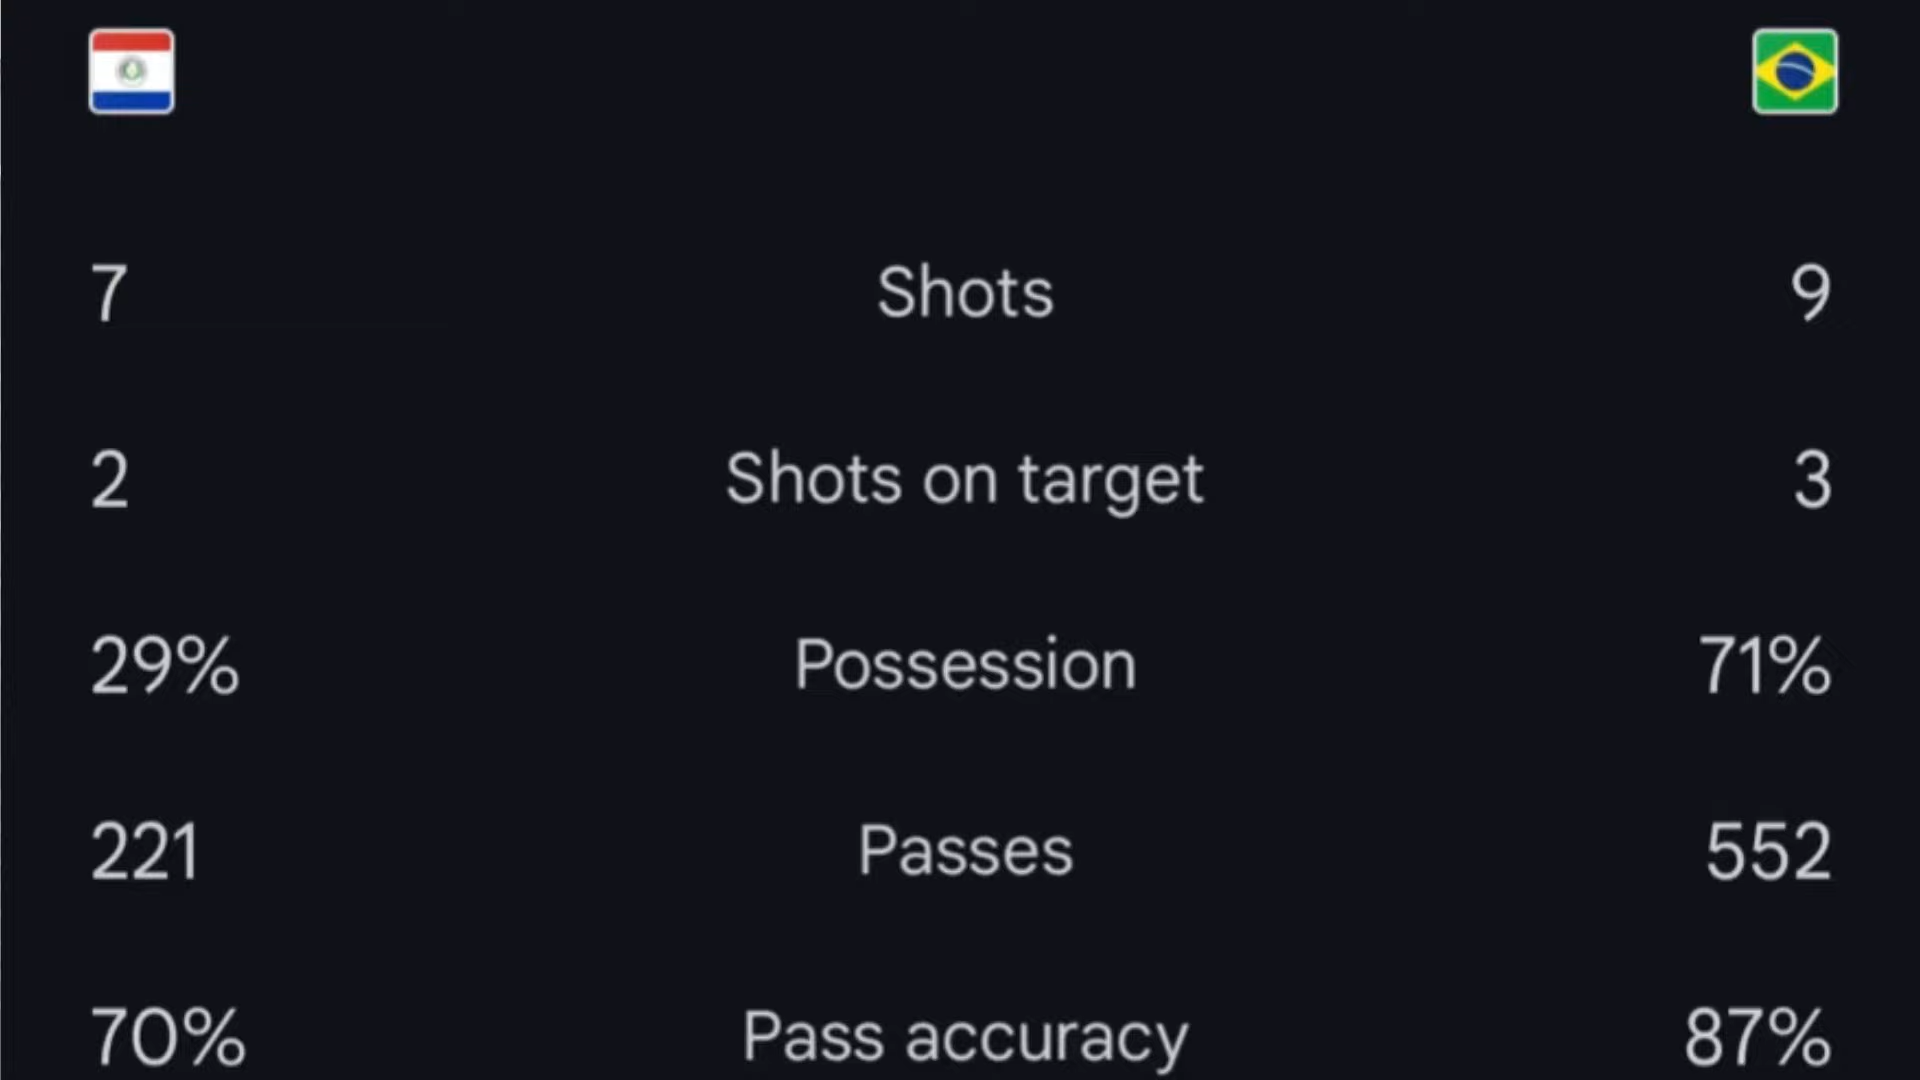 7 Shots 9
2 Shots on target 3
29% Possession 71%
221 Passes 552
70% Pass accuracy 87%